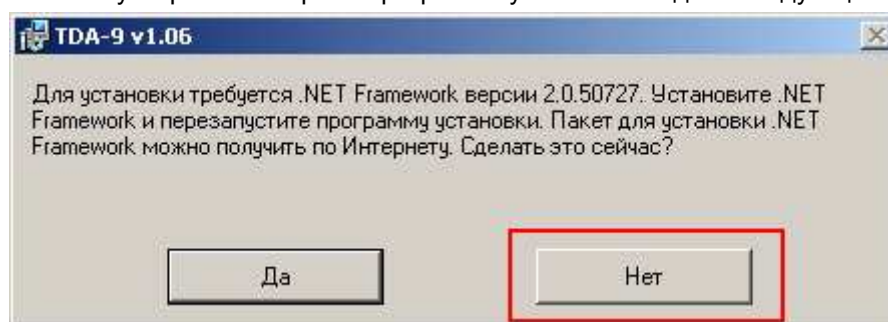 TDA-9 v1.06
Для установки требуется .NET Framework версии 2.0.50727. Установите .NET
Framework и перезапустите программу установки. Пакет для установки .NET
Framework можно получить по Интернету. Сделать это сейчас?
Да
Нет